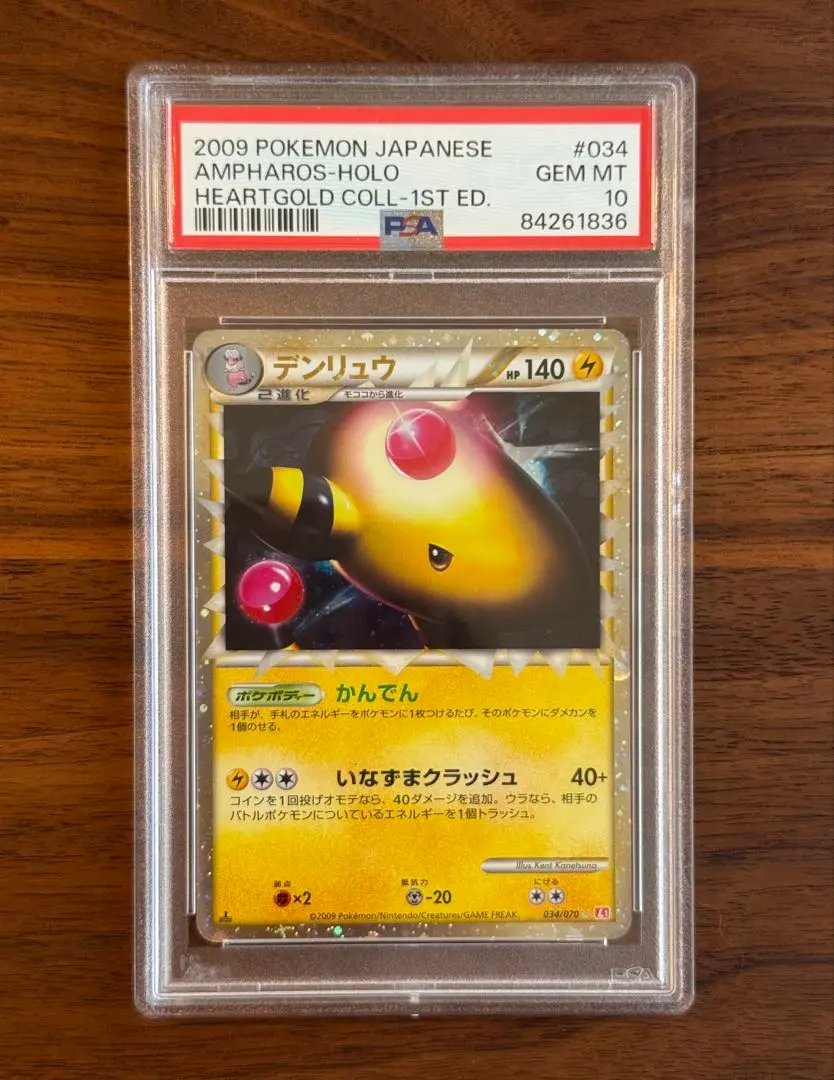 2009 POKEMON JAPANESE #034
AMPHAROS-HOLO GEM MT
HEARTGOLD COLL-1ST ED. 10
PSA 84261836
デンリュウ HP 140
2進化 モココから進化
ポケボディー かんでん
相手が、手札のエネルギーをポケモンに1枚つけるたび、そのポケモンにダメカンを
1個のせる。
いなずまクラッシュ 40+
コインを1回投げオモテなら、40ダメージを追加。ウラなら、相手の
バトルポケモンについているエネルギーを1個トラッシュ。
Illus. Kent Kanetsuna
弱点 抵抗力 にげる
×2 -20
©2009 Pokémon/Nintendo/Creatures/GAME FREAK. 034/070 L1
PSA